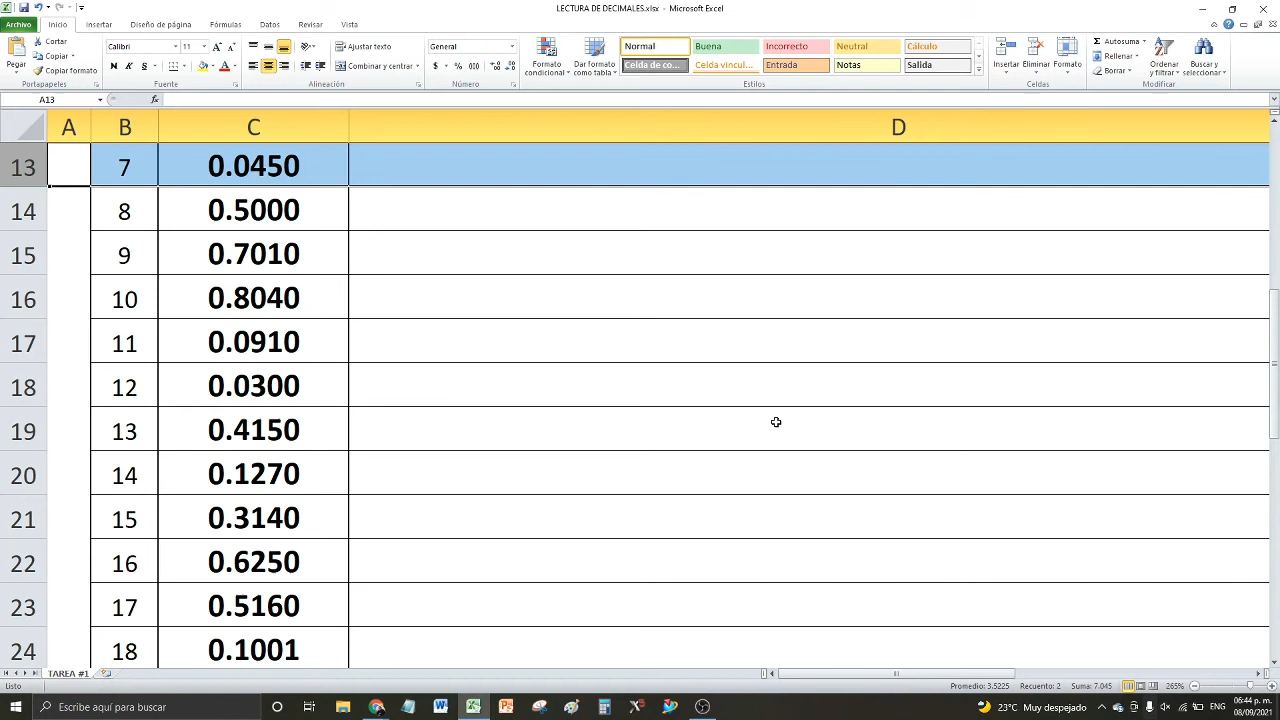 LECTURA DE DECIMALES.xlsx - Microsoft Excel
Archivo Inicio Insertar Diseño de página Fórmulas Datos Revisar Vista
Pegar
Cortar
Copiar
Copiar formato
Portapapeles
Calibri 11
N K S
Fuente
Ajustar texto
Combinar y centrar
Alineación
General
$ % 000
Número
Formato condicional
Dar formato como tabla
Normal Buena Incorrecto Neutral Cálculo
Celda de co... Celda vincul... Entrada Notas Salida
Estilos
Insertar Eliminar Formato
Celdas
Autosuma
Rellenar
Borrar
Ordenar y filtrar
Buscar y seleccionar
Modificar
A13 fx
A B C D
13 7 0.0450
14 8 0.5000
15 9 0.7010
16 10 0.8040
17 11 0.0910
18 12 0.0300
19 13 0.4150
20 14 0.1270
21 15 0.3140
22 16 0.6250
23 17 0.5160
24 18 0.1001
TAREA #1
Listo Promedio: 3.5225 Recuento: 2 Suma: 7.045 265%
Escribe aquí para buscar
23°C Muy despejado ENG 06:44 p. m.
08/09/2021